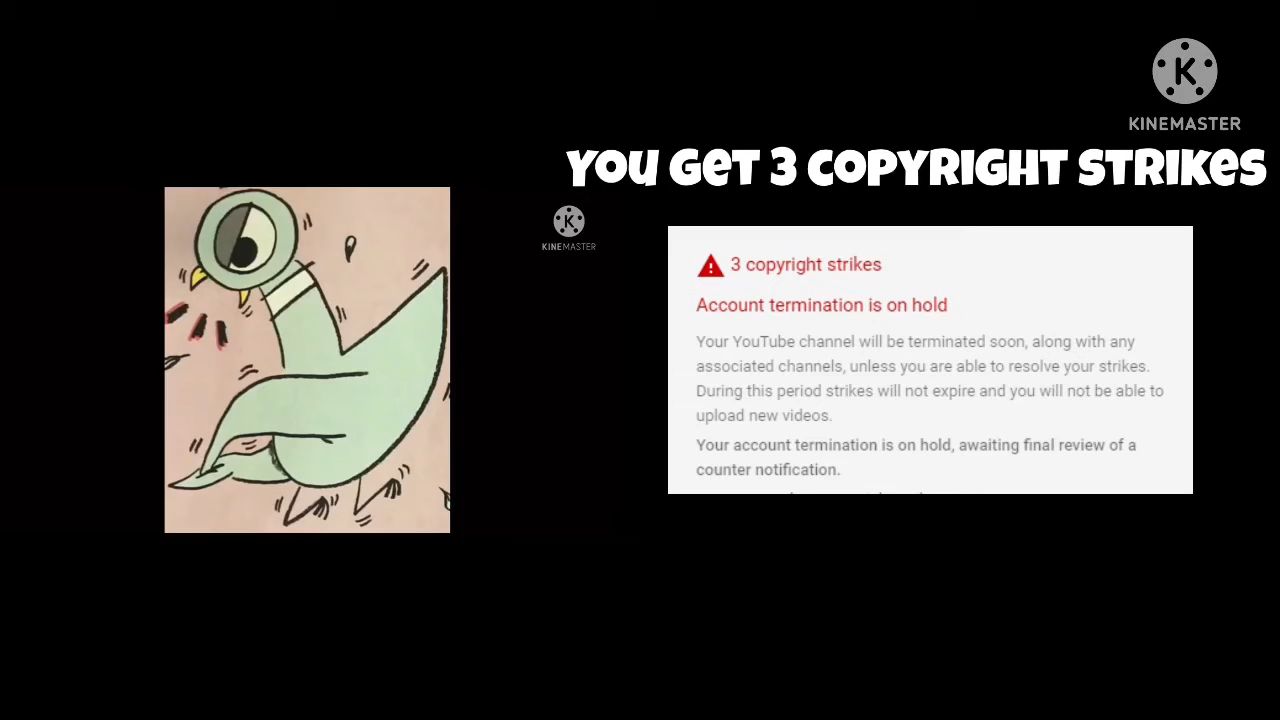 KINEMASTER
YOU GET 3 COPYRIGHT STRIKES
KINEMASTER
3 copyright strikes
Account termination is on hold
Your YouTube channel will be terminated soon, along with any
associated channels, unless you are able to resolve your strikes.
During this period strikes will not expire and you will not be able to
upload new videos.
Your account termination is on hold, awaiting final review of a
counter notification.